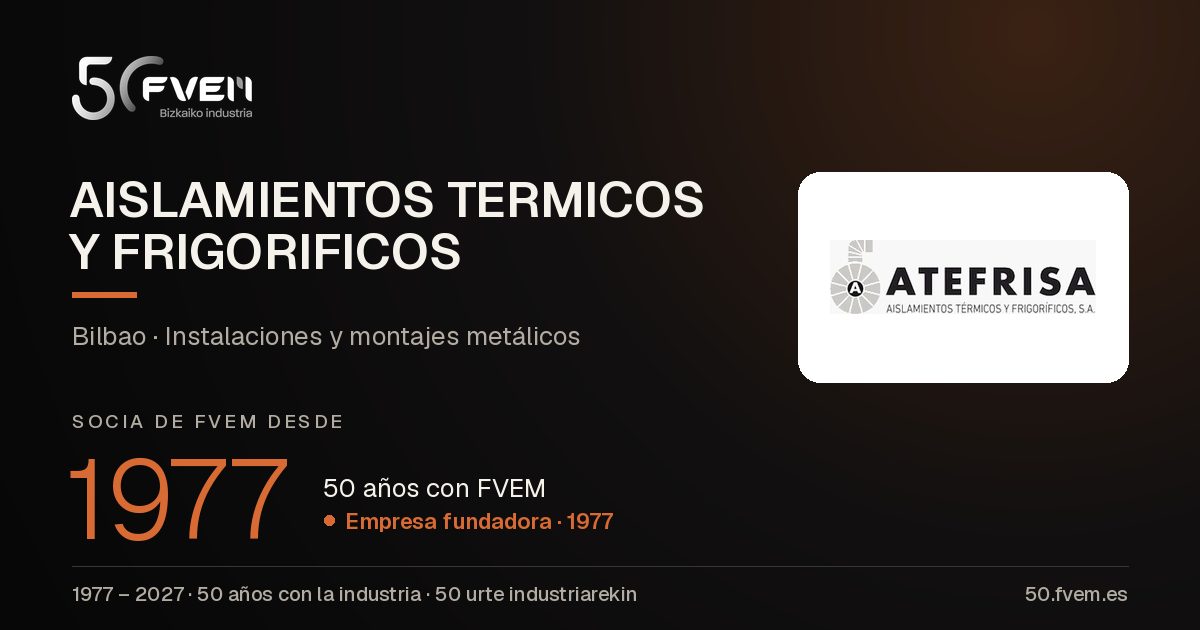 50 FVEM
Bizkaiko industria
AISLAMIENTOS TERMICOS
Y FRIGORIFICOS
A ATEFRISA
AISLAMIENTOS TÉRMICOS Y FRIGORÍFICOS, S.A.
Bilbao · Instalaciones y montajes metálicos
SOCIA DE FVEM DESDE
1977
50 años con FVEM
Empresa fundadora · 1977
1977 – 2027 · 50 años con la industria · 50 urte industriarekin
50.fvem.es